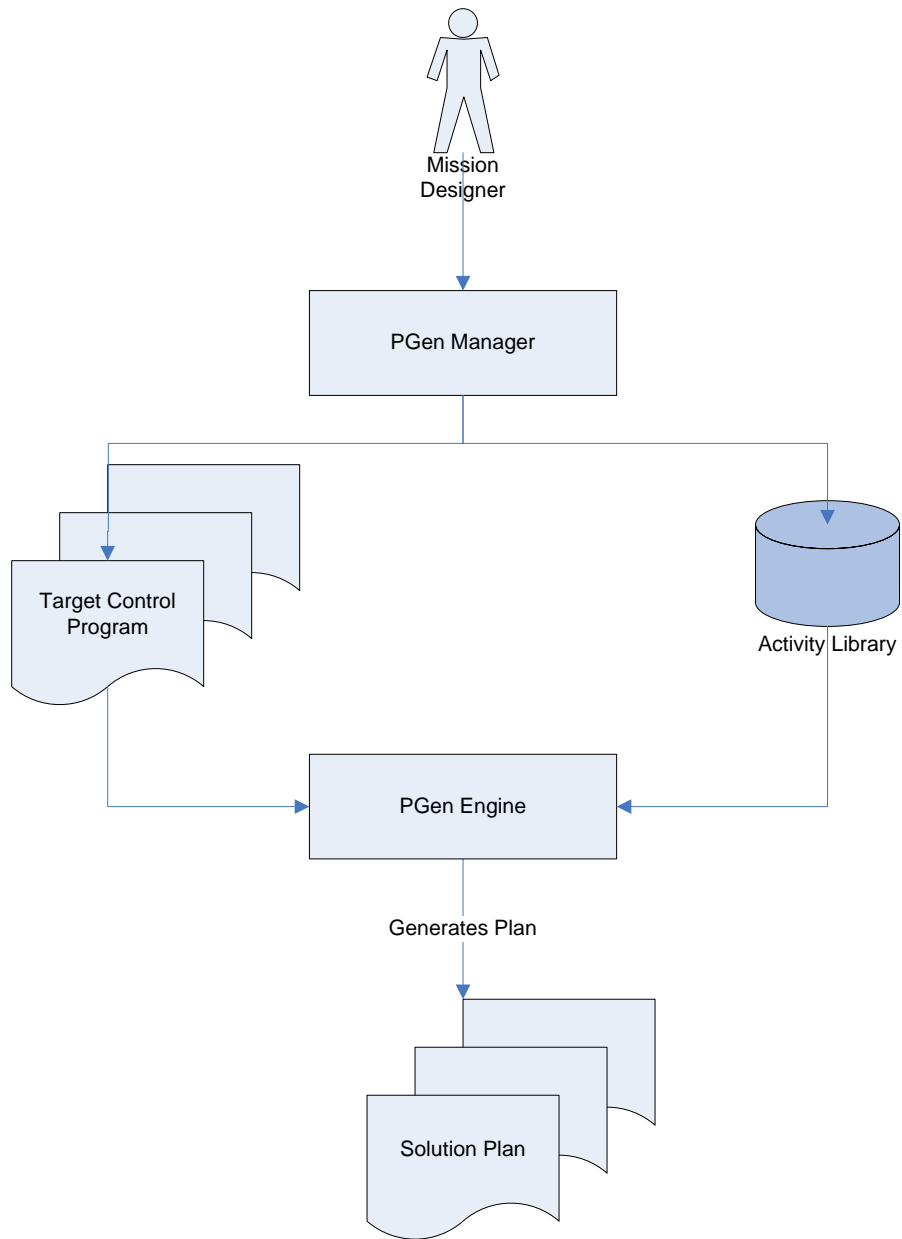 Mission
Designer
PGen Manager
Target Control
Program
Activity Library
PGen Engine
Generates Plan
Solution Plan